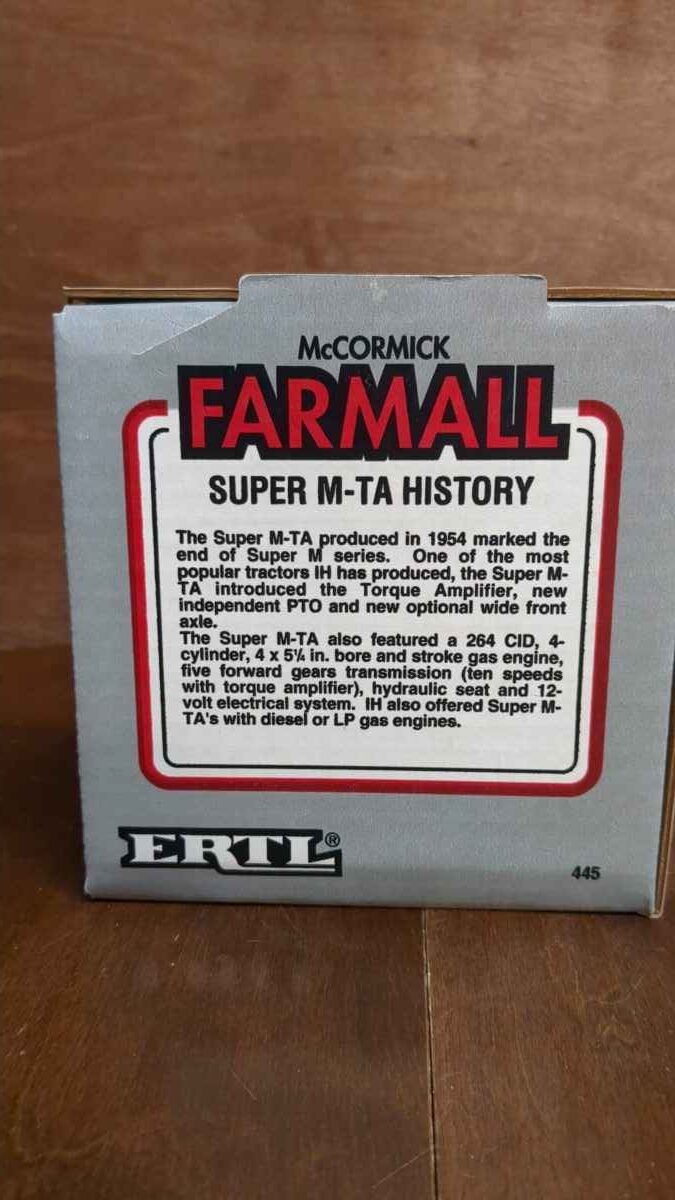 McCORMICK
FARMALL
SUPER M-TA HISTORY
The Super M-TA produced in 1954 marked the
end of Super M series. One of the most
popular tractors IH has produced, the Super M-
TA introduced the Torque Amplifier, new
independent PTO and new optional wide front
axle.
The Super M-TA also featured a 264 CID, 4-
cylinder, 4 x 5¼ in. bore and stroke gas engine,
five forward gears transmission (ten speeds
with torque amplifier), hydraulic seat and 12-
volt electrical system. IH also offered Super M-
TA's with diesel or LP gas engines.
ERTL®
445